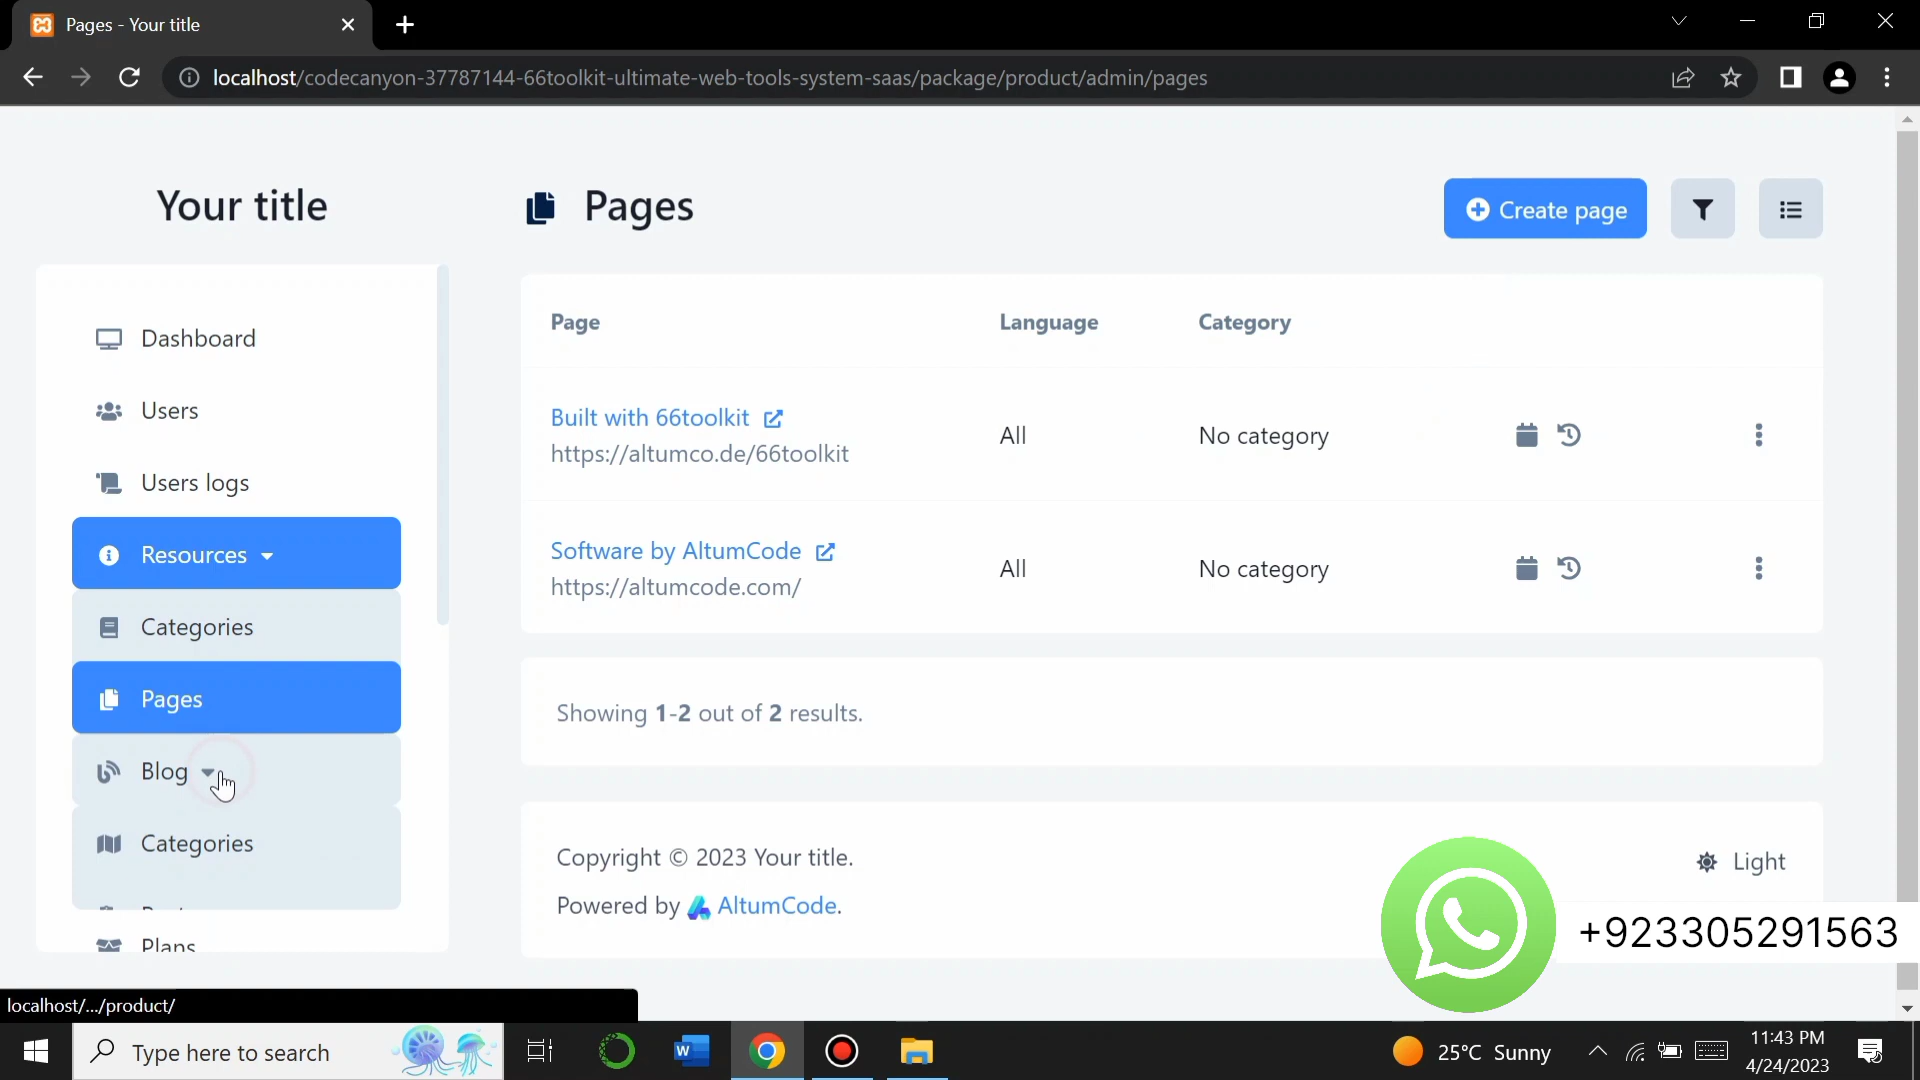 Pages - Your title
localhost/codecanyon-37787144-66toolkit-ultimate-web-tools-system-saas/package/product/admin/pages
Your title
Dashboard
Users
Users logs
Resources
Categories
Pages
Blog
Categories
Plans
Pages
Create page
Page Language Category
Built with 66toolkit
https://altumco.de/66toolkit
All No category
Software by AltumCode
https://altumcode.com/
All No category
Showing 1-2 out of 2 results.
Copyright © 2023 Your title.
Light
Powered by AltumCode.
+923305291563
localhost/.../product/
Type here to search
25°C Sunny
11:43 PM
4/24/2023